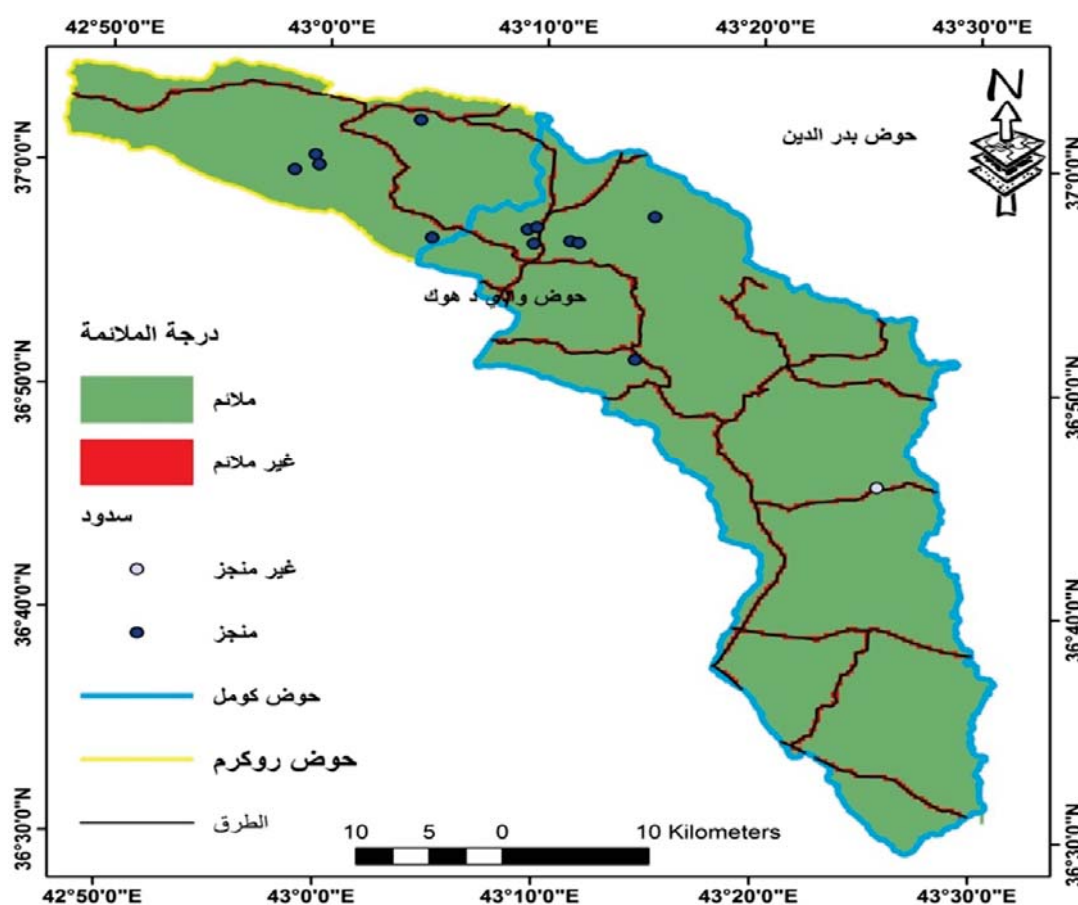 42°50'0"E 43°0'0"E 43°10'0"E 43°20'0"E 43°30'0"E
N
حوض بدر الدين
37°0'0"N 37°0'0"N
حوض وادي د هوك
درجة الملائمة
36°50'0"N 36°50'0"N
ملائم
غير ملائم
سدود
غير منجز
36°40'0"N 36°40'0"N
منجز
حوض كومل
حوض روكرم
الطرق
10 5 0 10 Kilometers
36°30'0"N 36°30'0"N
42°50'0"E 43°0'0"E 43°10'0"E 43°20'0"E 43°30'0"E